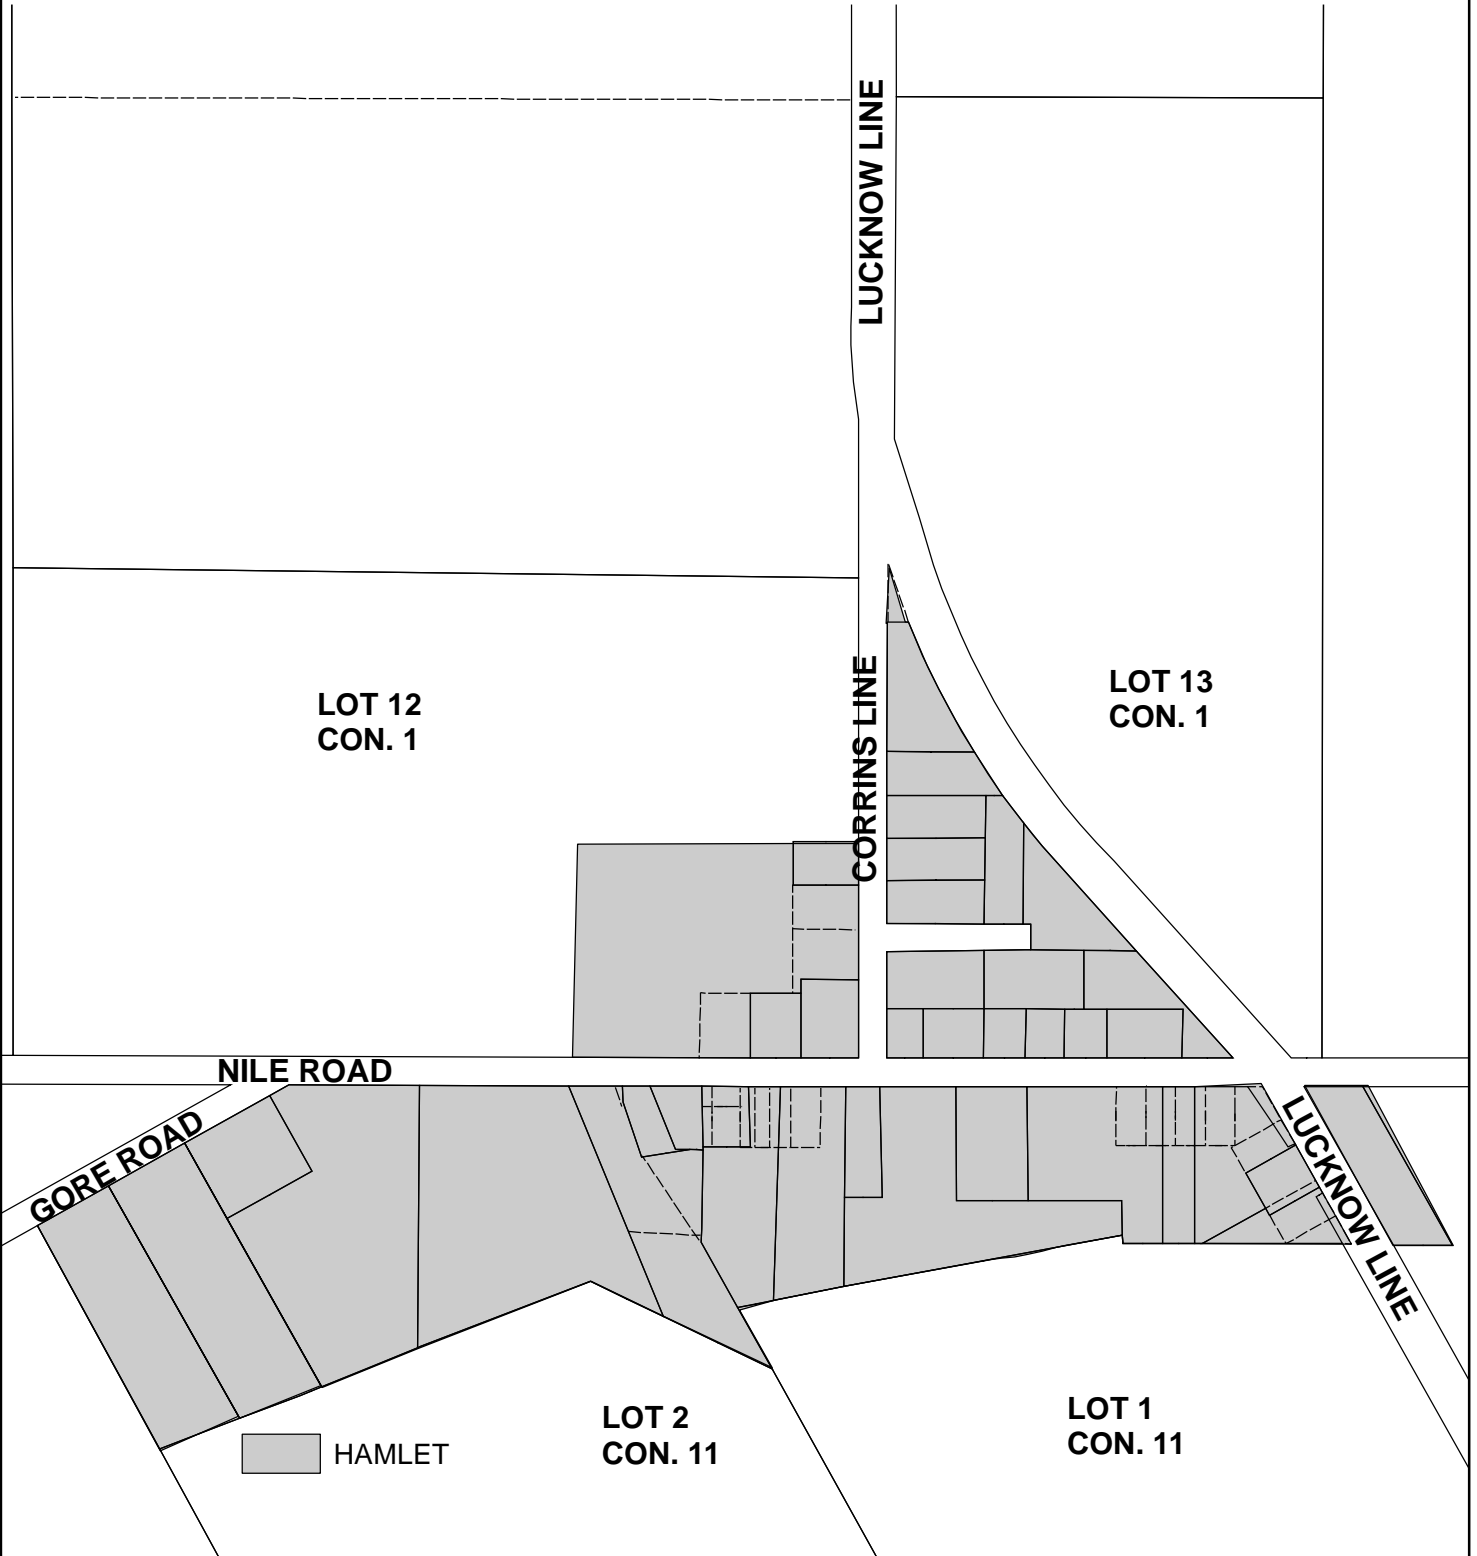 LUCKNOW LINE
LOT 12
CON. 1
CORRINS LINE
LOT 13
CON. 1
NILE ROAD
GORE ROAD
LUCKNOW LINE
LOT 2
CON. 11
LOT 1
CON. 11
HAMLET